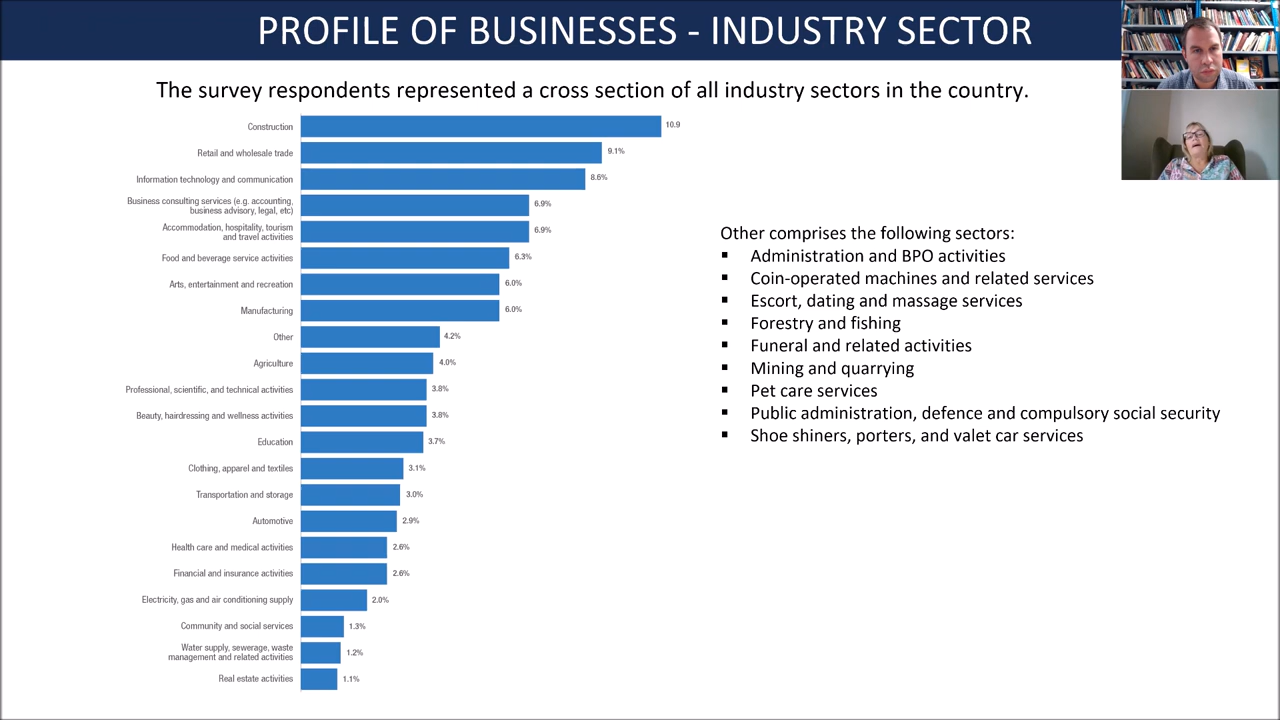 PROFILE OF BUSINESSES - INDUSTRY SECTOR
The survey respondents represented a cross section of all industry sectors in the country.
Construction 10.9
Retail and wholesale trade 9.1%
Information technology and communication 8.6%
Business consulting services (e.g. accounting,
business advisory, legal, etc) 6.9%
Accommodation, hospitality, tourism
and travel activities 6.9%
Food and beverage service activities 6.3%
Arts, entertainment and recreation 6.0%
Manufacturing 6.0%
Other 4.2%
Agriculture 4.0%
Professional, scientific, and technical activities 3.8%
Beauty, hairdressing and wellness activities 3.8%
Education 3.7%
Clothing, apparel and textiles 3.1%
Transportation and storage 3.0%
Automotive 2.9%
Health care and medical activities 2.6%
Financial and insurance activities 2.6%
Electricity, gas and air conditioning supply 2.0%
Community and social services 1.3%
Water supply, sewerage, waste
management and related activities 1.2%
Real estate activities 1.1%
Other comprises the following sectors:
▪ Administration and BPO activities
▪ Coin-operated machines and related services
▪ Escort, dating and massage services
▪ Forestry and fishing
▪ Funeral and related activities
▪ Mining and quarrying
▪ Pet care services
▪ Public administration, defence and compulsory social security
▪ Shoe shiners, porters, and valet car services